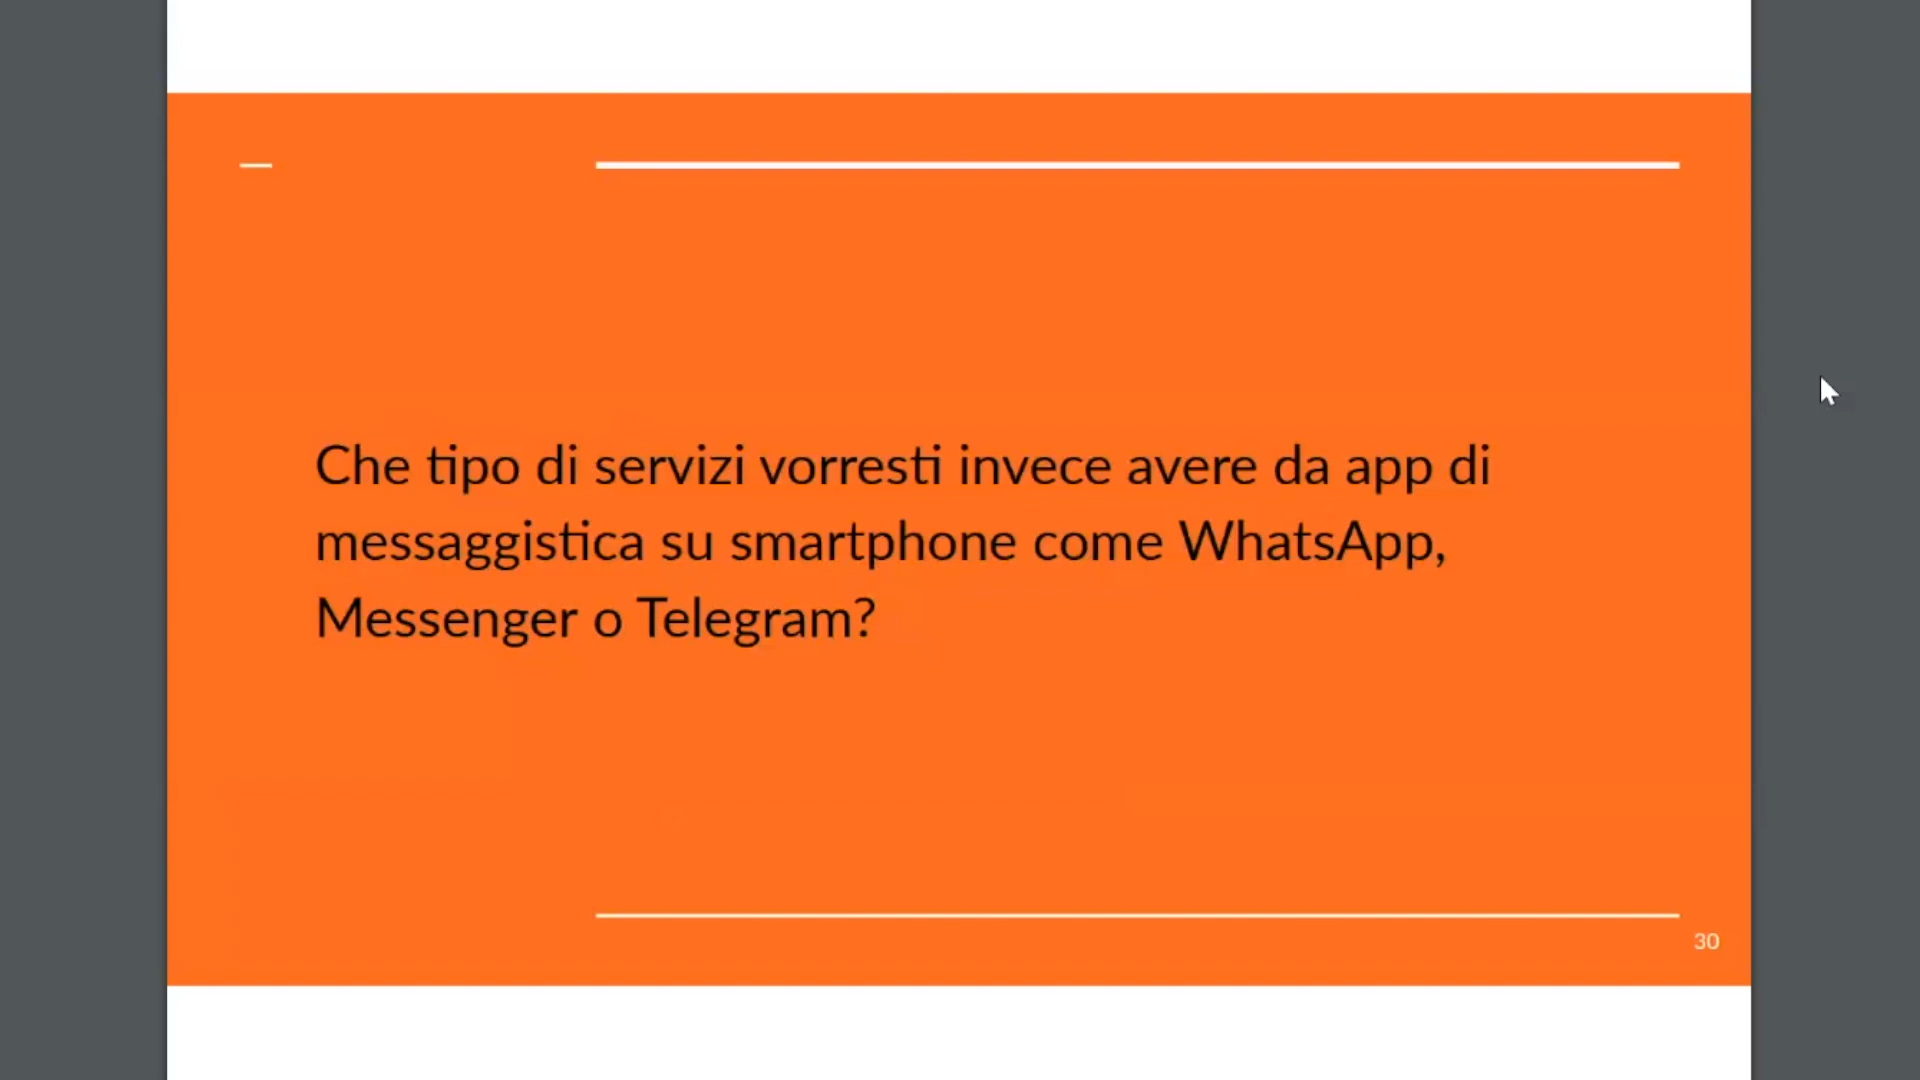 Che tipo di servizi vorresti invece avere da app di
messaggistica su smartphone come WhatsApp,
Messenger o Telegram?
30